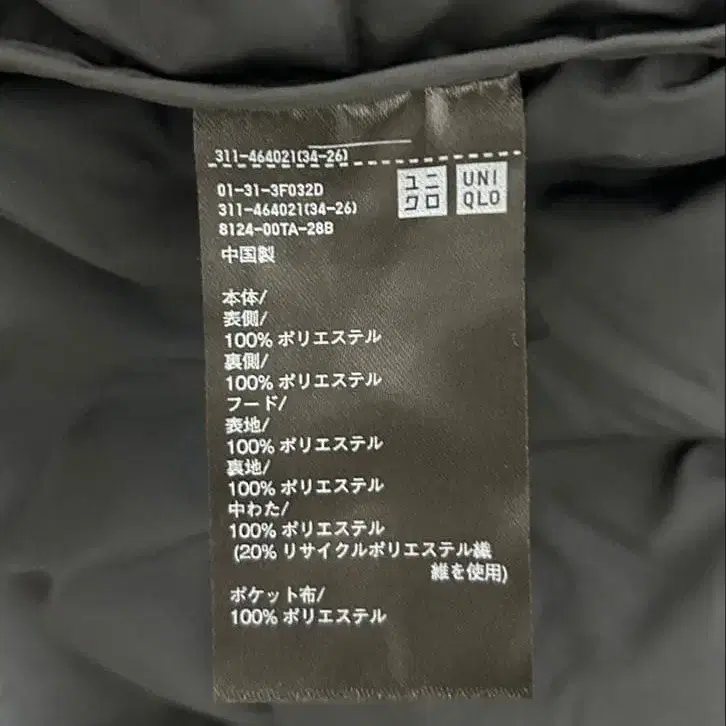 311-464021(34-26)
01-31-3F032D
311-464021(34-26)
8124-00TA-28B
ユニ
クロ
UNI
QLO
中国製
本体/
表側/
100% ポリエステル
裏側/
100% ポリエステル
フード/
表地/
100% ポリエステル
裏地/
100% ポリエステル
中わた/
100% ポリエステル
(20% リサイクルポリエステル繊
維を使用)
ポケット布/
100% ポリエステル